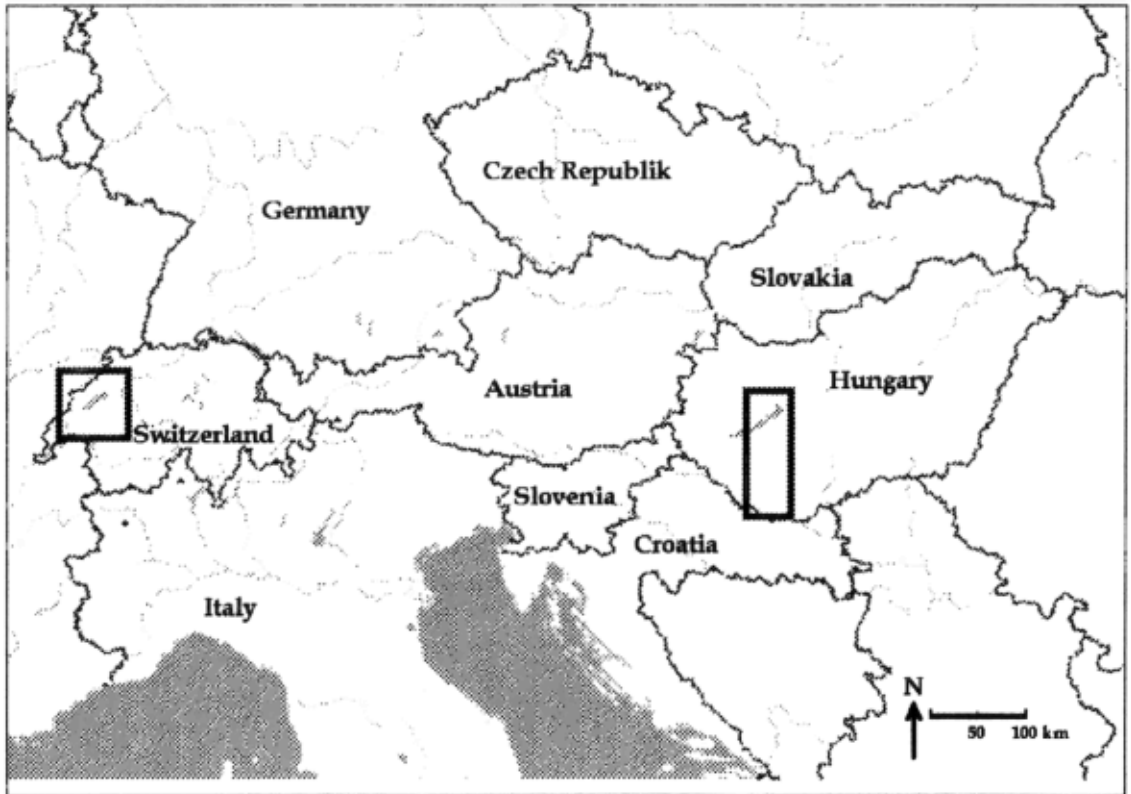 Czech Republik
Germany
Slovakia
Austria
Hungary
Switzerland
Slovenia
Croatia
Italy
N
50 100 km